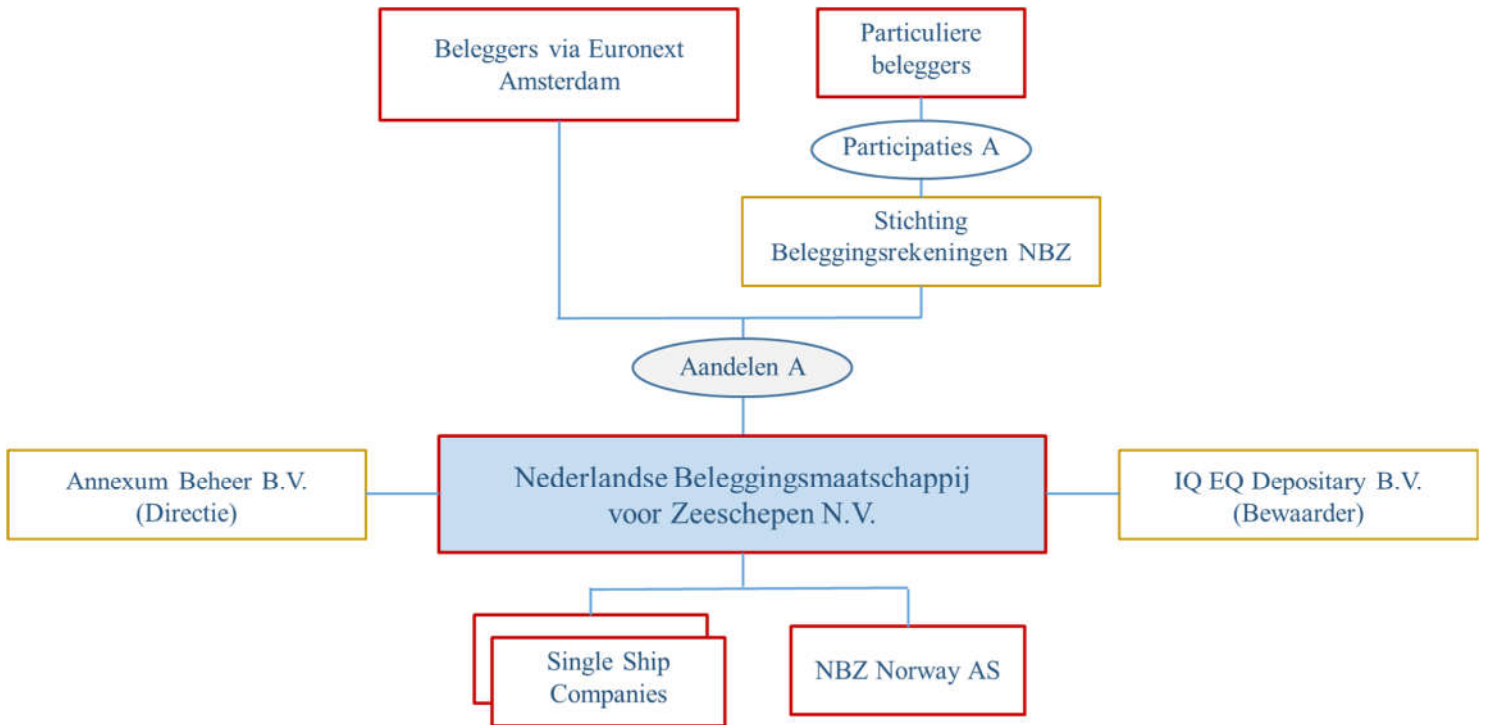 Beleggers via Euronext
Amsterdam
Particuliere
beleggers
Participaties A
Stichting
Beleggingsrekeningen NBZ
Aandelen A
Annexum Beheer B.V.
(Directie)
Nederlandse Beleggingsmaatschappij
voor Zeeschepen N.V.
IQ EQ Depositary B.V.
(Bewaarder)
Single Ship
Companies
NBZ Norway AS